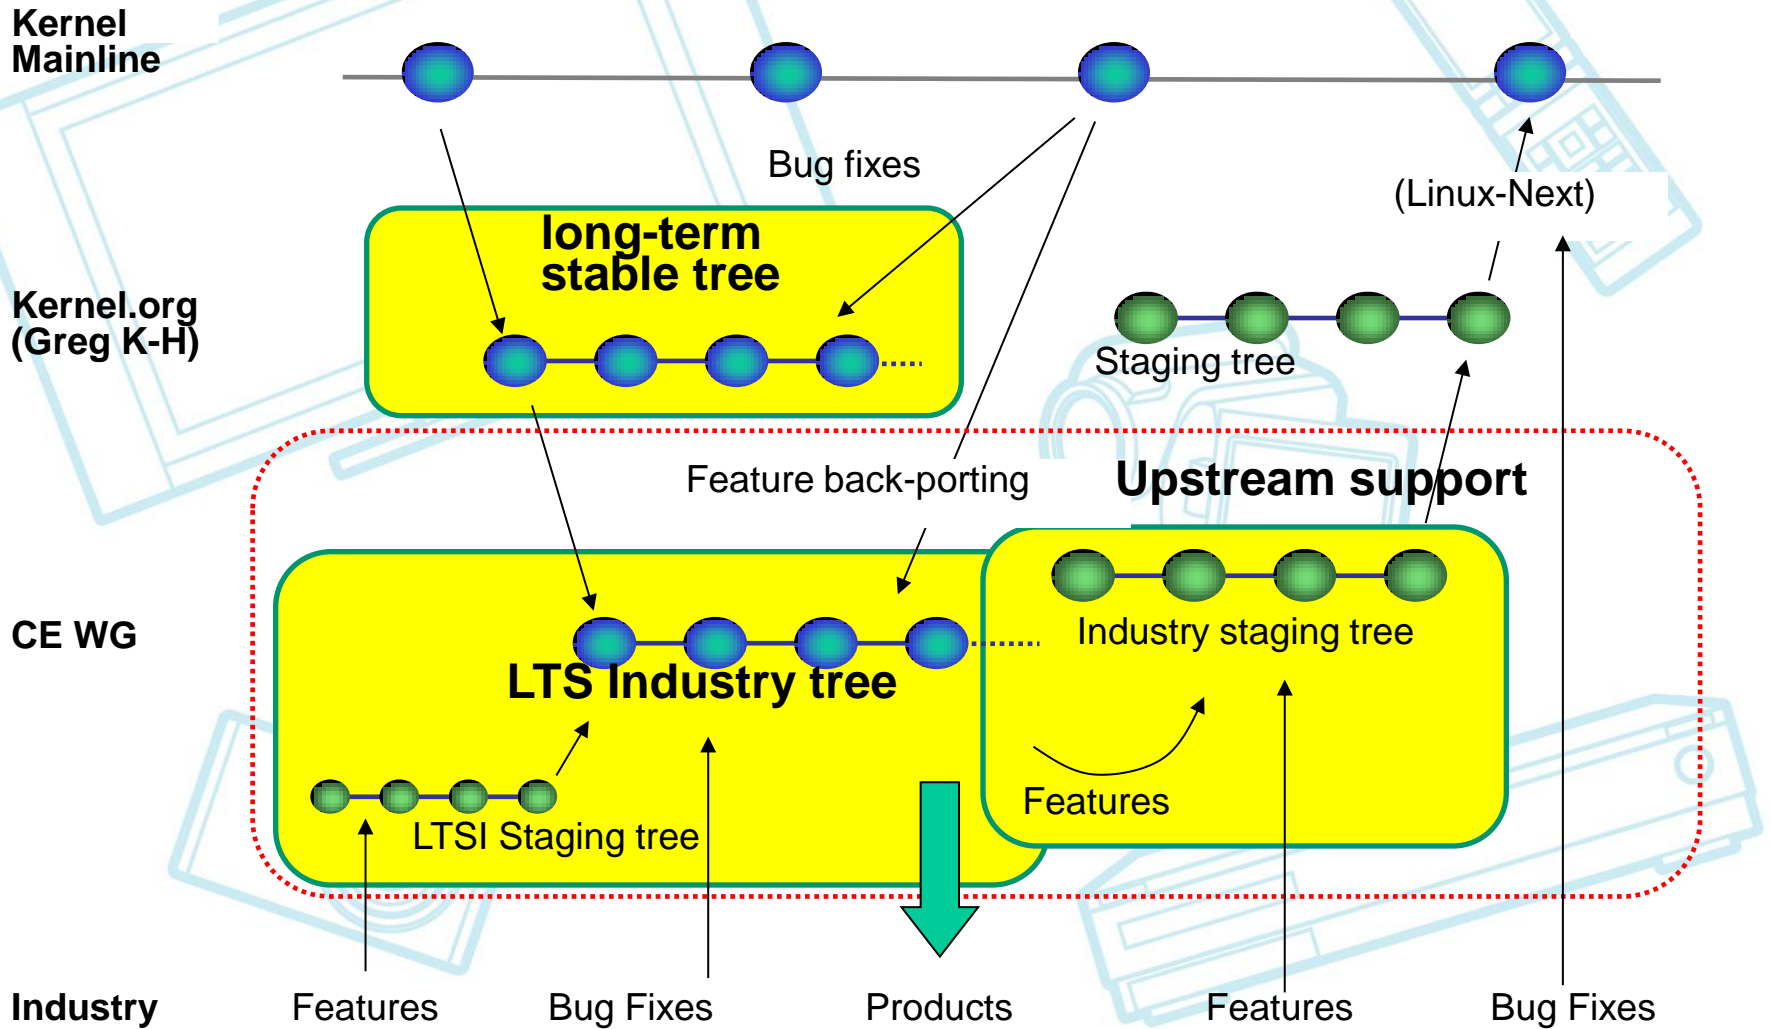 Kernel
Mainline
Bug fixes
(Linux-Next)
long-term
stable tree
Kernel.org
(Greg K-H)
Staging tree
Feature back-porting
Upstream support
CE WG
Industry staging tree
LTS Industry tree
Features
LTSI Staging tree
Industry
Features
Bug Fixes
Products
Features
Bug Fixes